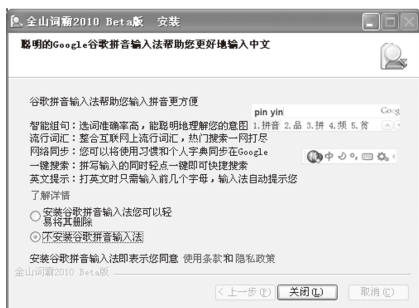 金山词霸2010 Beta版 安装
聪明的Google谷歌拼音输入法帮助您更好地输入中文
谷歌拼音输入法帮助您输入拼音更方便
pin yin
智能组句：选词准确率高，能聪明地理解您的意图 1.拼音 2.品 3.拼 4.频 5.贫
流行词汇：整合互联网上流行词汇，热门搜索一网打尽
网络同步：您可以将使用习惯和个人字典同步在Google
一键搜索：拼写输入的同时轻点一键即可快捷搜索
中
英文提示：打英文时只需输入前几个字母，输入法自动提示您
了解详情
安装谷歌拼音输入法您可以轻
易将其删除
不安装谷歌拼音输入法
安装谷歌拼音输入法即表示您同意 使用条款和隐私政策
金山词霸2010 Beta版
<上一步(P) 关闭(L) 取消(C)